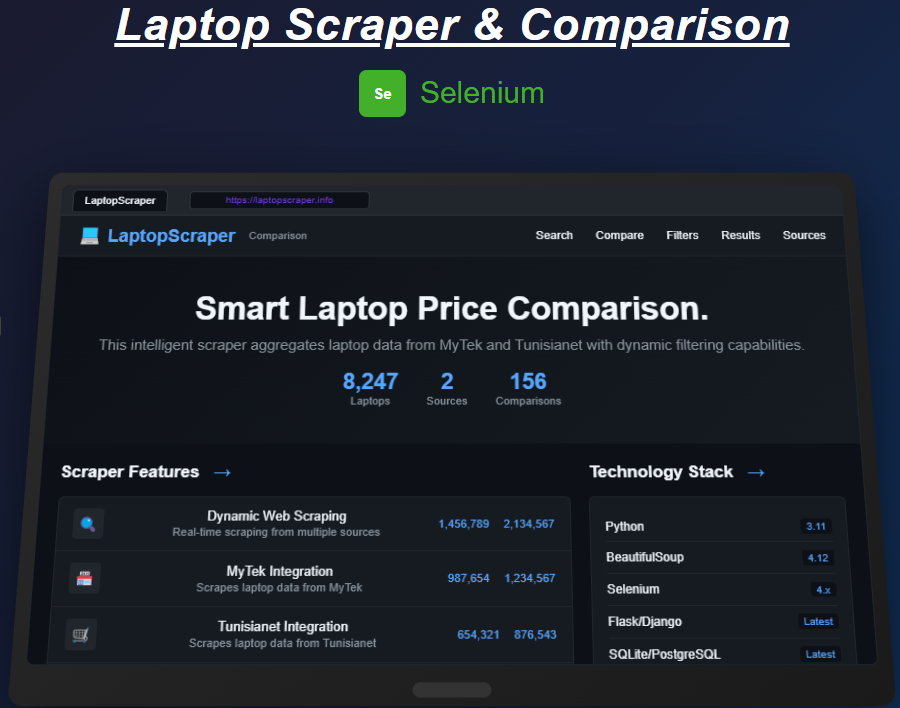 Laptop Scraper & Comparison
Se Selenium
LaptopScraper https://laptopscraper.info
LaptopScraper Comparison Search Compare Filters Results Sources
Smart Laptop Price Comparison.
This intelligent scraper aggregates laptop data from MyTek and Tunisianet with dynamic filtering capabilities.
8,247 2 156
Laptops Sources Comparisons
Scraper Features →
Dynamic Web Scraping
Real-time scraping from multiple sources
1,456,789 2,134,567
MyTek Integration
Scrapes laptop data from MyTek
987,654 1,234,567
Tunisianet Integration
Scrapes laptop data from Tunisianet
654,321 876,543
Technology Stack →
Python 3.11
BeautifulSoup 4.12
Selenium 4.x
Flask/Django Latest
SQLite/PostgreSQL Latest